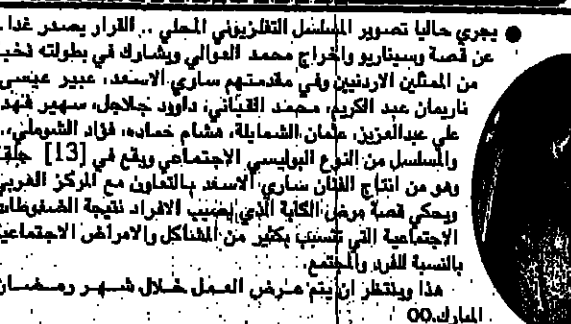 ● يجري حاليا تصوير المسلسل التلفزيوني المحلي .. القرار يصدر غدا .
عن قصة وسيناريو واخراج محمد العوالي ويشارك في بطولته نخبة
من الممثلين الاردنيين وفي مقدمتهم ساري الاسعد، عبير عيسى
ناريمان عبد الكريم، محمد القباني، داوود جلاجل، سهير فهد
علي عبدالعزيز، عثمان الشمايلة، هشام حماده، فؤاد الشوملي،.
والمسلسل من النوع البوليسي الاجتماعي ويقع في [13] حلقة
وهو من انتاج الفنان ساري الاسعد بالتعاون مع المركز العربي
ويحكي قصة مرض الكآبة الذي يصيب الافراد نتيجة الضغوطات
الاجتماعية التي تتسبب بكثير من المشاكل والامراض الاجتماعية
بالنسبة للفرد والمجتمع.
هذا وينتظر ان يتم عرض العمل خلال شهر رمضان
المبارك.00